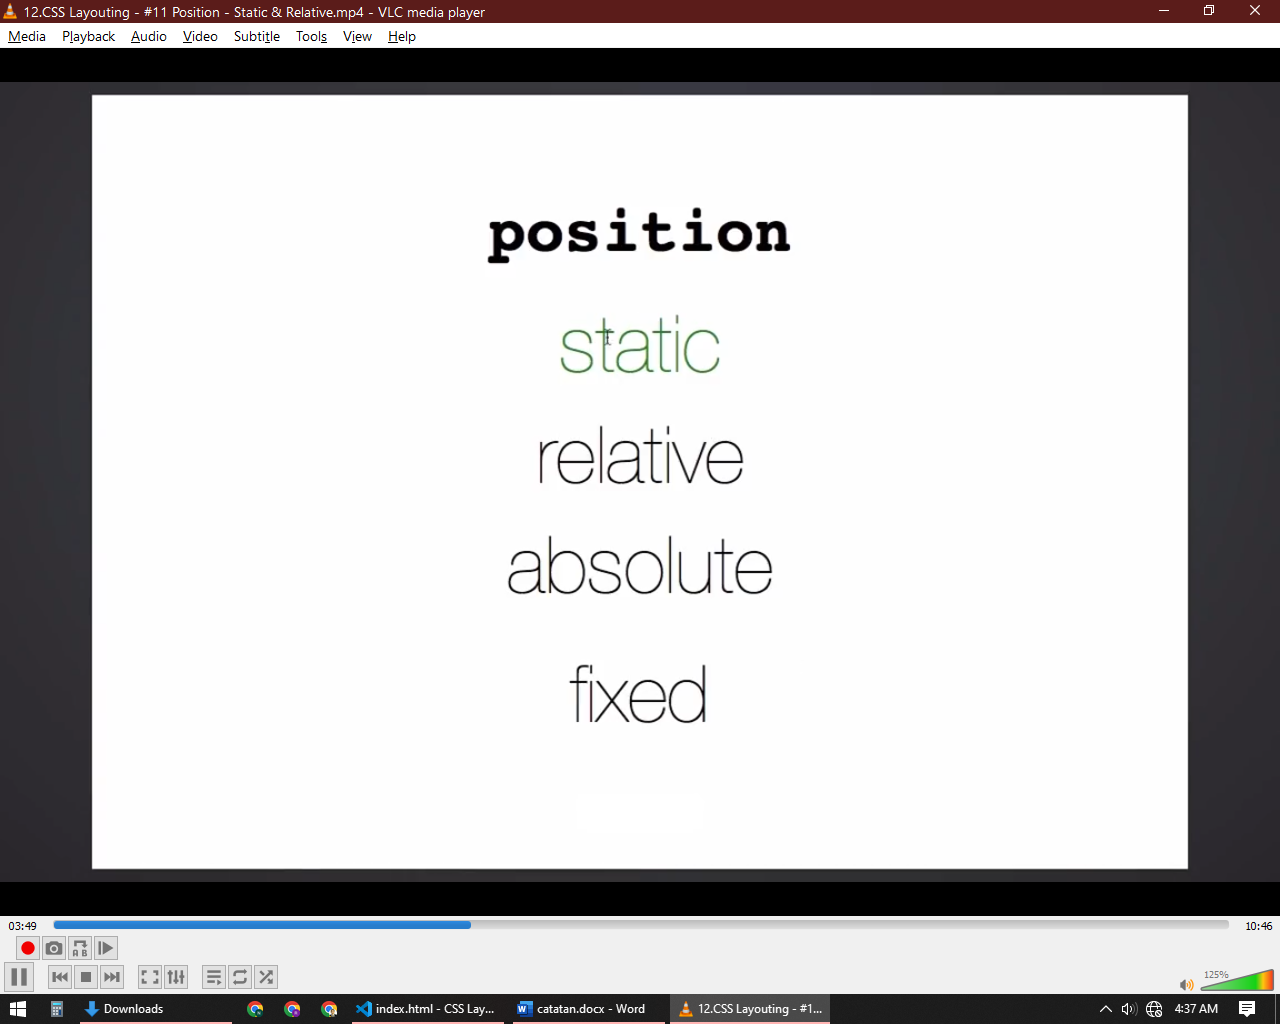 12.CSS Layouting - #11 Position - Static & Relative.mp4 - VLC media player
Media Playback Audio Video Subtitle Tools View Help
position
static
relative
absolute
fixed
03:49 10:46
A B
125%
Downloads index.html - CSS Lay... catatan.docx - Word 12.CSS Layouting - #1... 4:37 AM